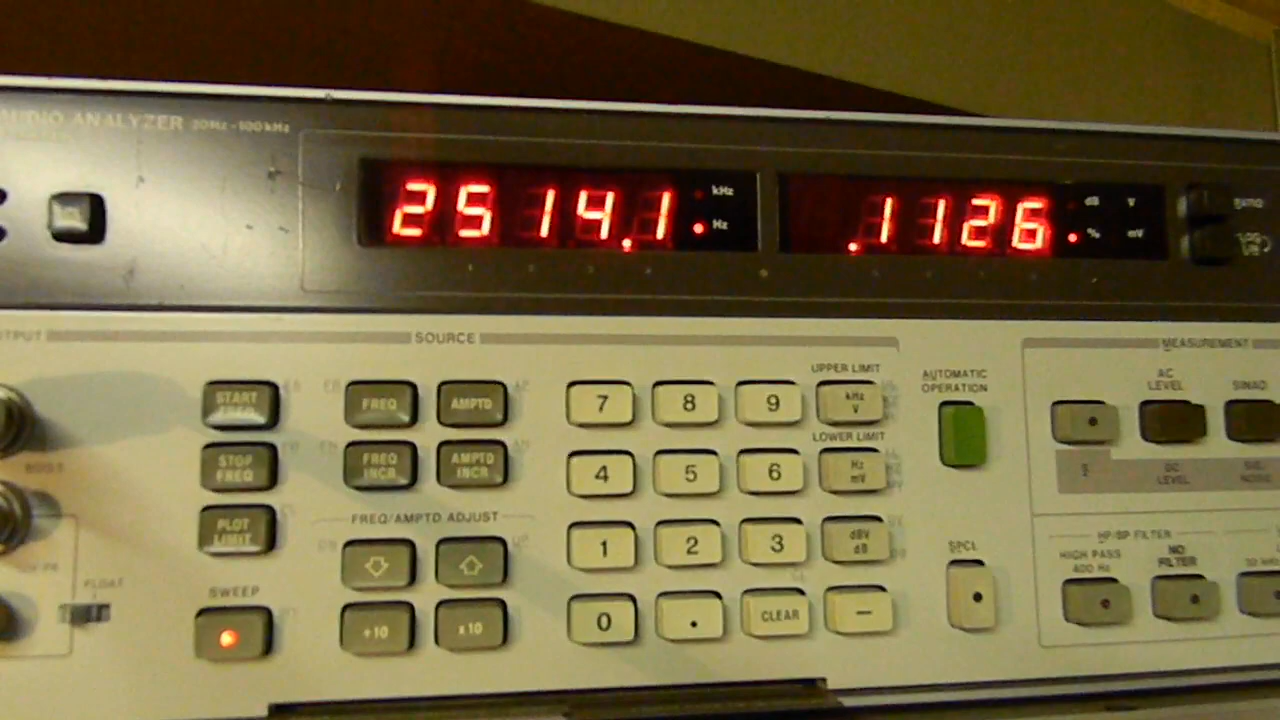 AUDIO ANALYZER 20Hz-100kHz
2514.1 kHz Hz
.1126 dB V % mV
RATIO
SOURCE
MEASUREMENT
START FREQ
FREQ
AMPTD
7
8
9
UPPER LIMIT
kHz
V
AUTOMATIC
OPERATION
AC
LEVEL
SINAD
STOP
FREQ
FREQ
INCR
AMPTD
INCR
4
5
6
LOWER LIMIT
Hz
mV
DC
LEVEL
PLOT
LIMIT
FREQ/AMPTD ADJUST
1
2
3
dBV
dB
SPCL
HP/BP FILTER
HIGH PASS
400 Hz
NO
FILTER
FLOAT
SWEEP
÷10
x10
0
.
CLEAR
–